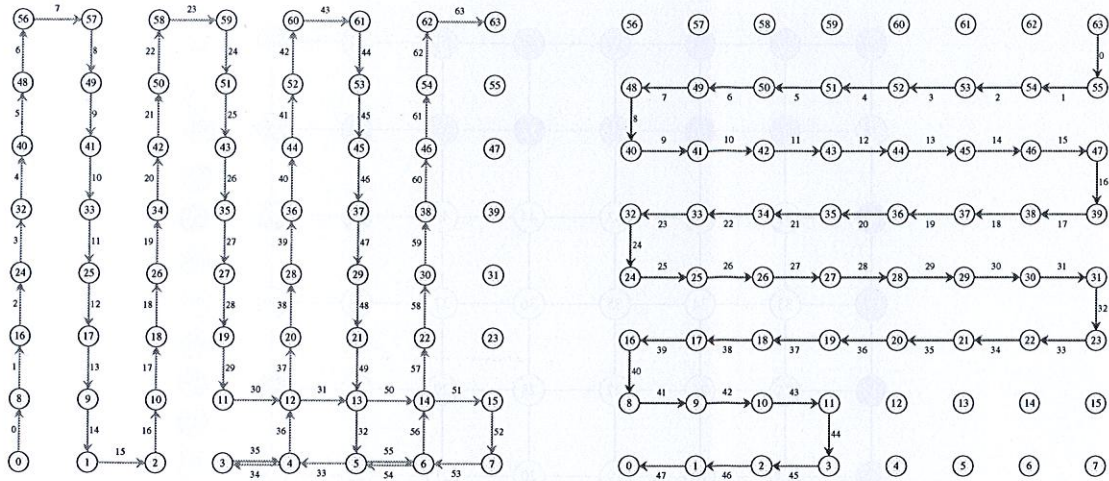 7 23 43 63
56 57 58 59 60 61 62 63
6 8 22 24 42 44 62
48 49 50 51 52 53 54 55
5 9 21 25 41 45 61
40 41 42 43 44 45 46 47
4 10 20 26 40 46 60
32 33 34 35 36 37 38 39
3 11 19 27 39 47 59
24 25 26 27 28 29 30 31
2 12 18 28 38 48 58
16 17 18 19 20 21 22 23
1 13 17 29 37 49 57
30 31 50 51
8 9 10 11 12 13 14 15
0 14 16 36 32 56 52
15 35 55
0 1 2 3 4 5 6 7
34 33 54 53
56 57 58 59 60 61 62 63
0
48 49 50 51 52 53 54 55
7 6 5 4 3 2 1
8
9 10 11 12 13 14 15
40 41 42 43 44 45 46 47
16
32 33 34 35 36 37 38 39
23 22 21 20 19 18 17
24
25 26 27 28 29 30 31
24 25 26 27 28 29 30 31
32
16 17 18 19 20 21 22 23
39 38 37 36 35 34 33
40
41 42 43
8 9 10 11 12 13 14 15
44
0 1 2 3 4 5 6 7
47 46 45